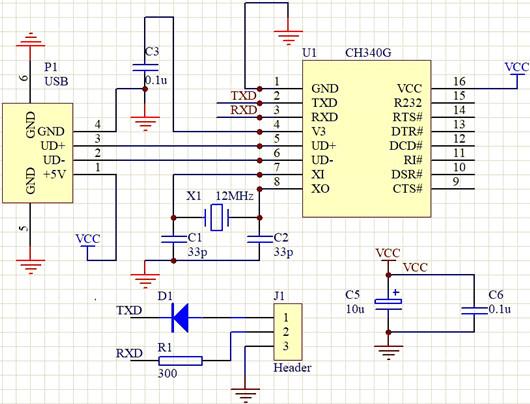 C3
0.1u
P1
USB
6
GND
GND 4
UD+ 3
UD- 2
+5V 1
GND
5
VCC
U1 CH340G
1 GND VCC 16 VCC
TXD 2 TXD R232 15
RXD 3 RXD RTS# 14
4 V3 DTR# 13
5 UD+ DCD# 12
6 UD- RI# 11
7 XI DSR# 10
8 XO CTS# 9
X1 12MHz
C1
33p
C2
33p
D1
TXD
J1
1
2
3
Header
RXD
R1
300
VCC
VCC
C5
10u
+
C6
0.1u